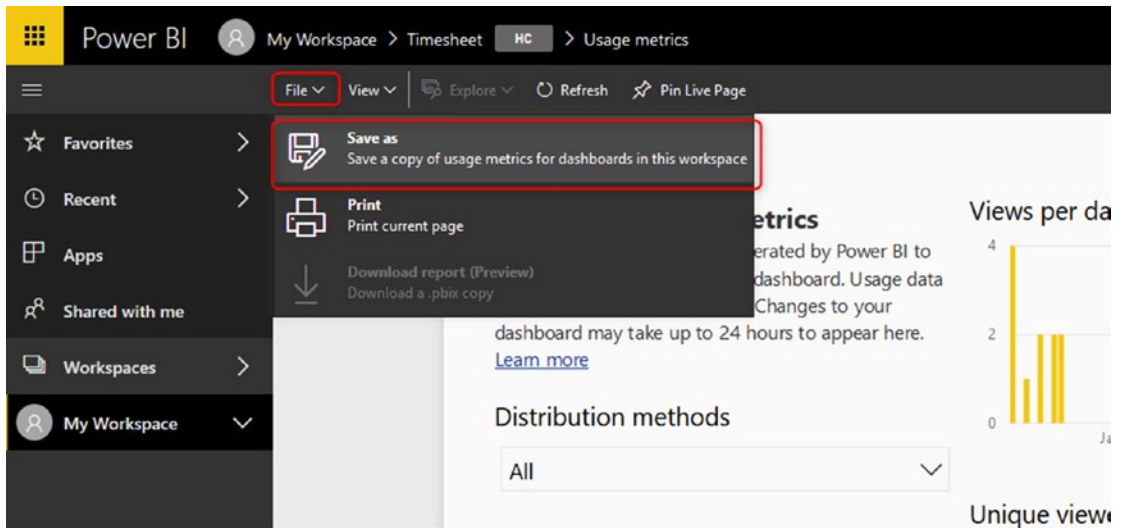 Power BI
My Workspace > Timesheet HC > Usage metrics
File View Explore Refresh Pin Live Page
Favorites
Recent
Apps
Shared with me
Workspaces
My Workspace
Save as
Save a copy of usage metrics for dashboards in this workspace
Print
Print current page
Download report (Preview)
Download a .pbix copy
etrics
erated by Power BI to
dashboard. Usage data
Changes to your
dashboard may take up to 24 hours to appear here.
Learn more
Distribution methods
All
Views per da
4
2
0
Ja
Unique viewe